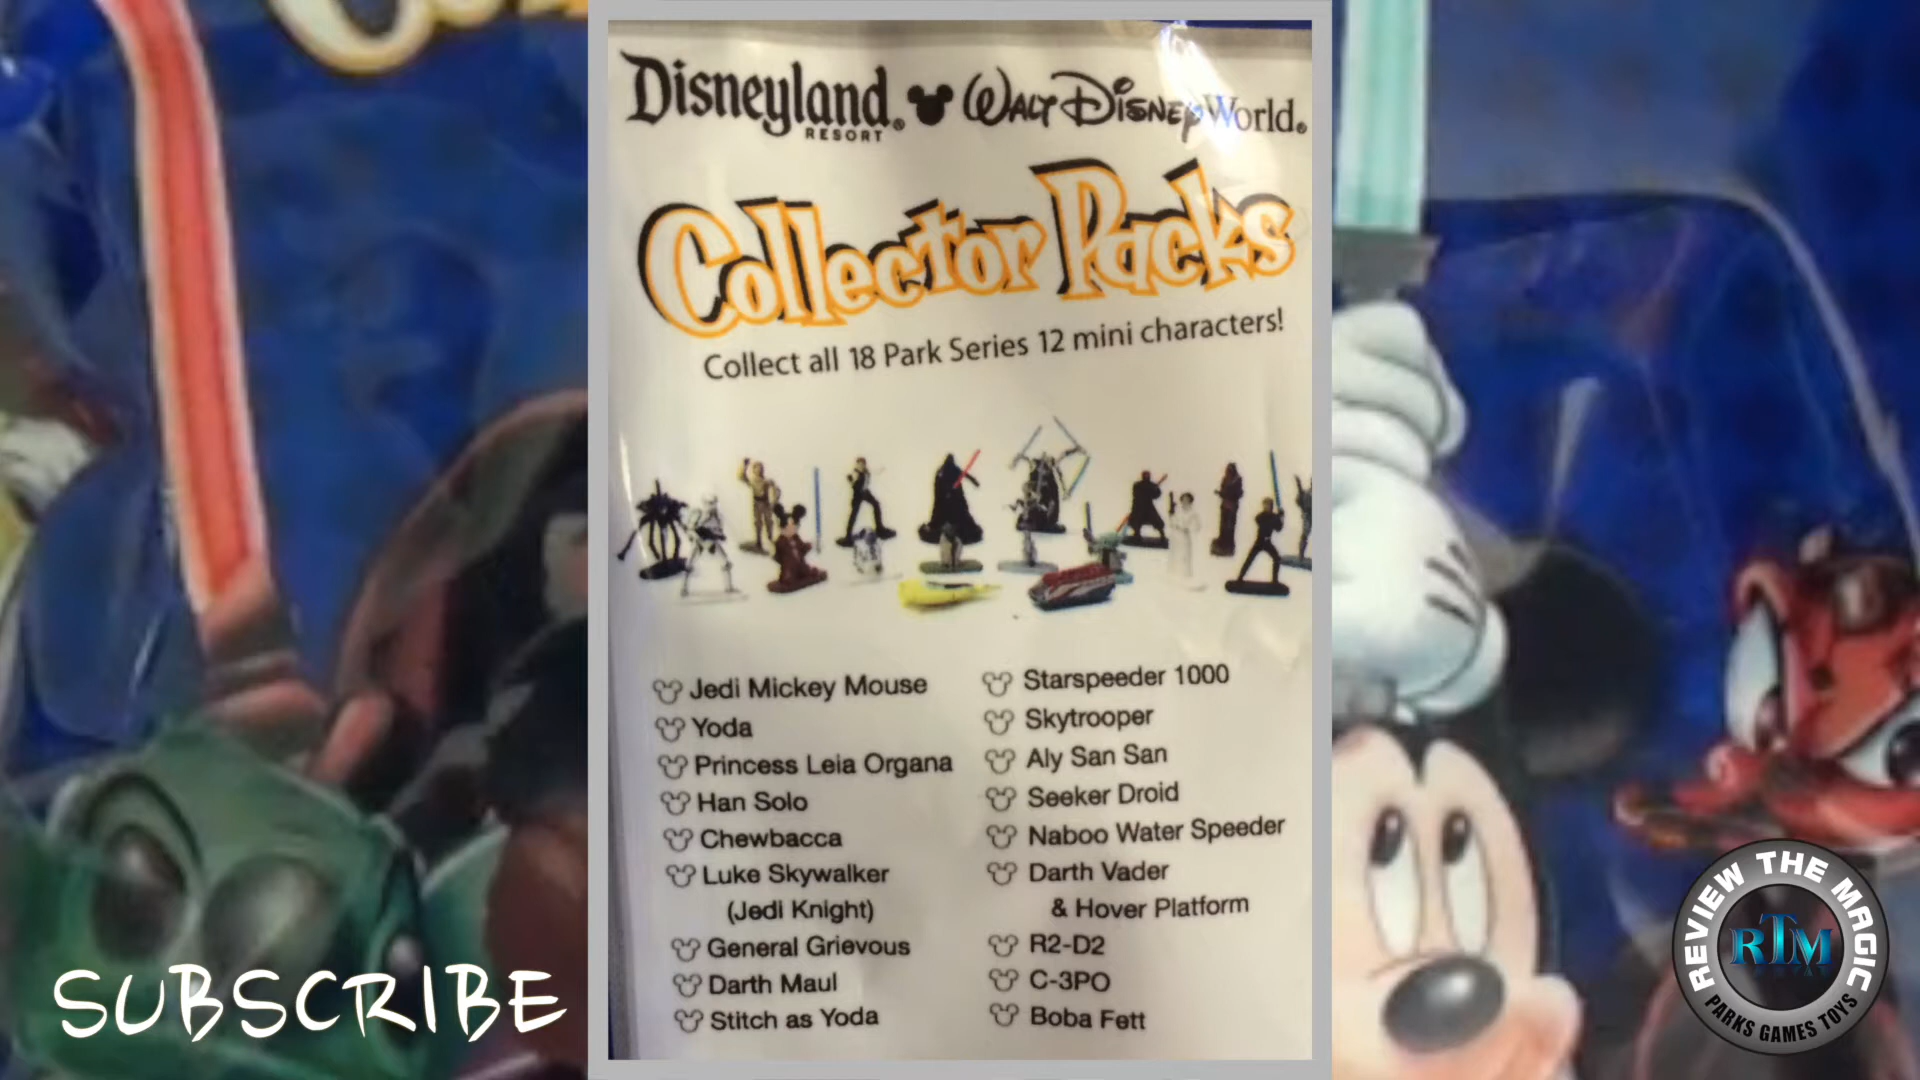 Disneyland® Walt Disney World®
RESORT
Collector Packs
Collect all 18 Park Series 12 mini characters!
Jedi Mickey Mouse
Yoda
Princess Leia Organa
Han Solo
Chewbacca
Luke Skywalker
(Jedi Knight)
General Grievous
Darth Maul
Stitch as Yoda
Starspeeder 1000
Skytrooper
Aly San San
Seeker Droid
Naboo Water Speeder
Darth Vader
& Hover Platform
R2-D2
C-3PO
Boba Fett
SUBSCRIBE
REVIEW THE MAGIC
RTM
PARKS GAMES TOYS